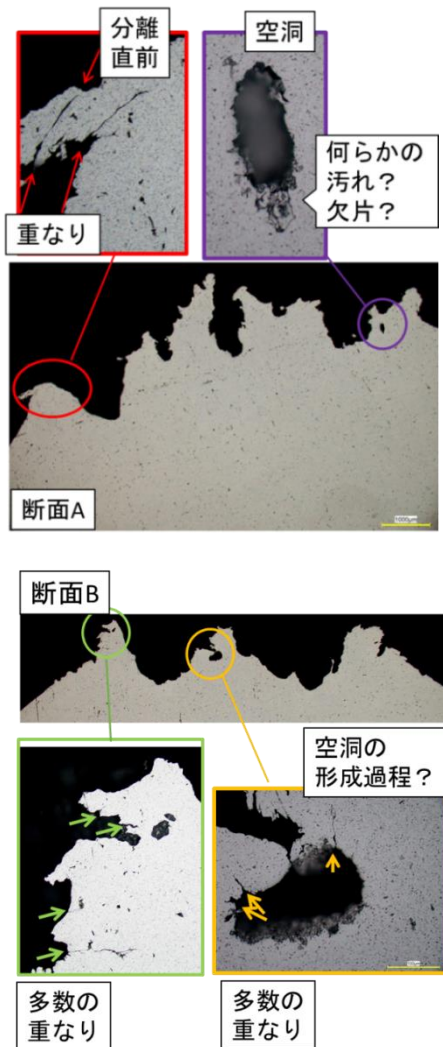 分離
直前
空洞
何らかの
汚れ?
欠片?
重なり
断面A
1000μm
断面B
空洞の
形成過程?
多数の
重なり
多数の
重なり